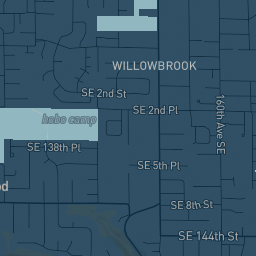 WILLOWBROOK
SE 2nd St
SE 2nd Pl
160th Ave SE
hobo camp
SE 138th Pl
SE 5th Pl
od
SE 8th St
SE 144th St